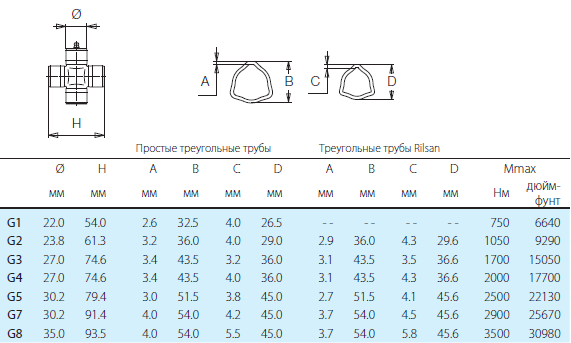 Ø
A B C D
H
Простые треугольные трубы Треугольные трубы Rilsan
Ø H A B C D A B C D Mmax
мм мм мм мм мм мм мм мм мм мм Нм дюйм-фунт
G1 22.0 54.0 2.6 32.5 4.0 26.5 - - - - - - - - 750 6640
G2 23.8 61.3 3.2 36.0 4.0 29.0 2.9 36.0 4.3 29.6 1050 9290
G3 27.0 74.6 3.4 43.5 3.2 36.0 3.1 43.5 3.5 36.6 1700 15050
G4 27.0 74.6 3.4 43.5 4.0 36.0 3.1 43.5 4.3 36.6 2000 17700
G5 30.2 79.4 3.0 51.5 3.8 45.0 2.7 51.5 4.1 45.6 2500 22130
G7 30.2 91.4 4.0 54.0 4.2 45.0 3.7 54.0 4.5 45.6 2900 25670
G8 35.0 93.5 4.0 54.0 5.5 45.0 3.7 54.0 5.8 45.6 3500 30980